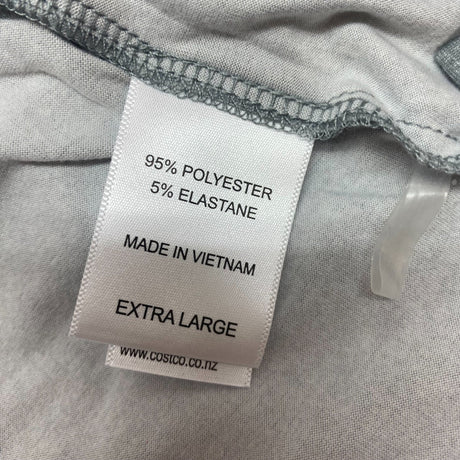 95% POLYESTER
5% ELASTANE
MADE IN VIETNAM
EXTRA LARGE
www.costco.co.nz